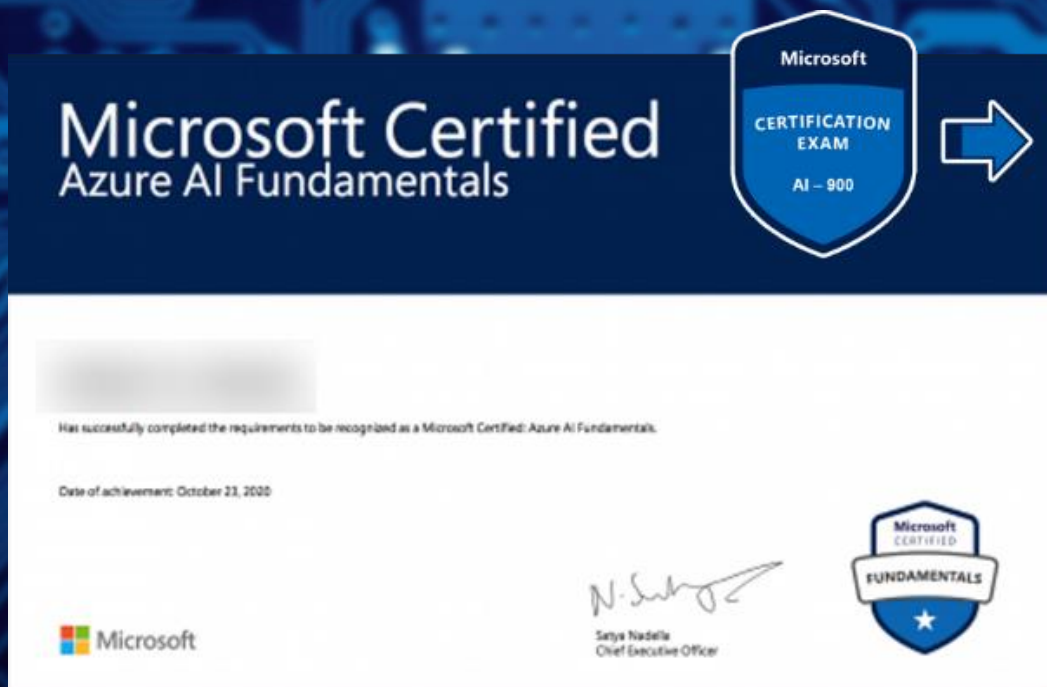 Microsoft Certified
Azure AI Fundamentals
Microsoft
CERTIFICATION
EXAM
AI – 900
Has successfully completed the requirements to be recognized as a Microsoft Certified: Azure AI Fundamentals.
Date of achievement: October 23, 2020
Microsoft
CERTIFIED
FUNDAMENTALS
Satya Nadella
Chief Executive Officer
Microsoft